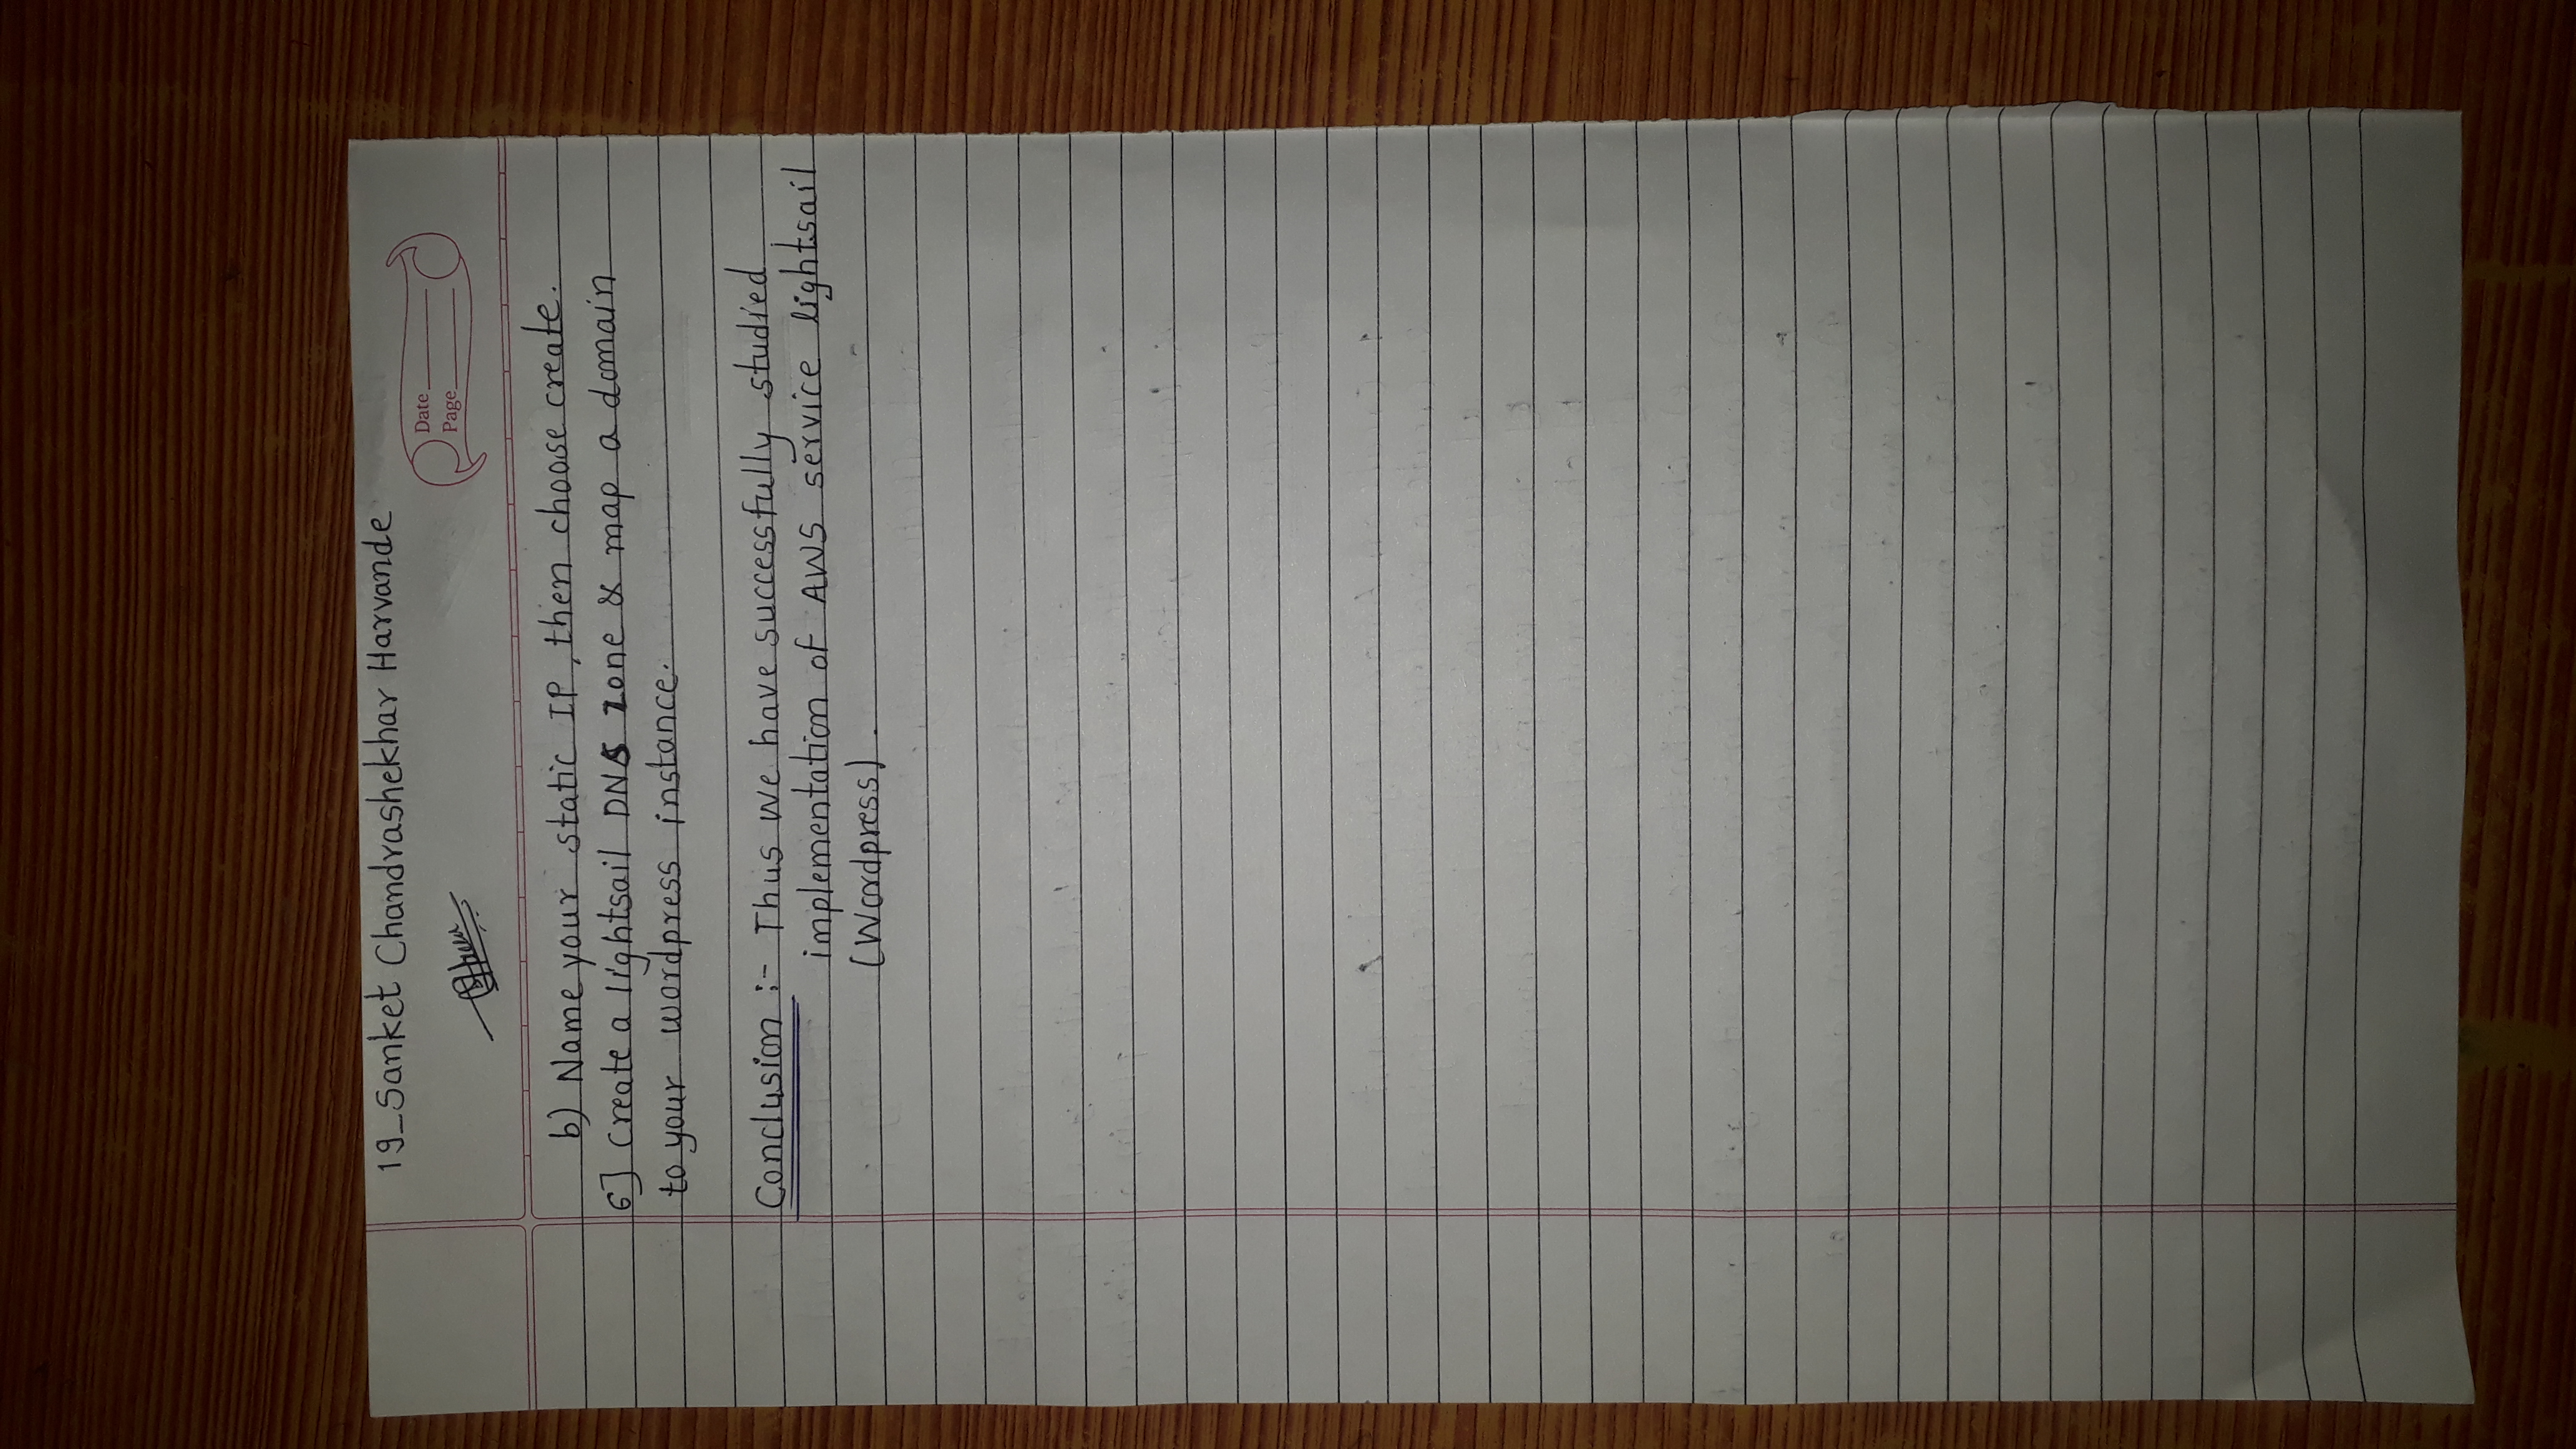 19_Sanket Chandrashekhar Harvande
Date
Page
b) Name your static IP, then choose create.
6] Create a lightsail DNS zone & map a domain
to your wordpress instance.
Conclusion :- Thus we have successfully studied
implementation of AWS service lightsail
(Wordpress).